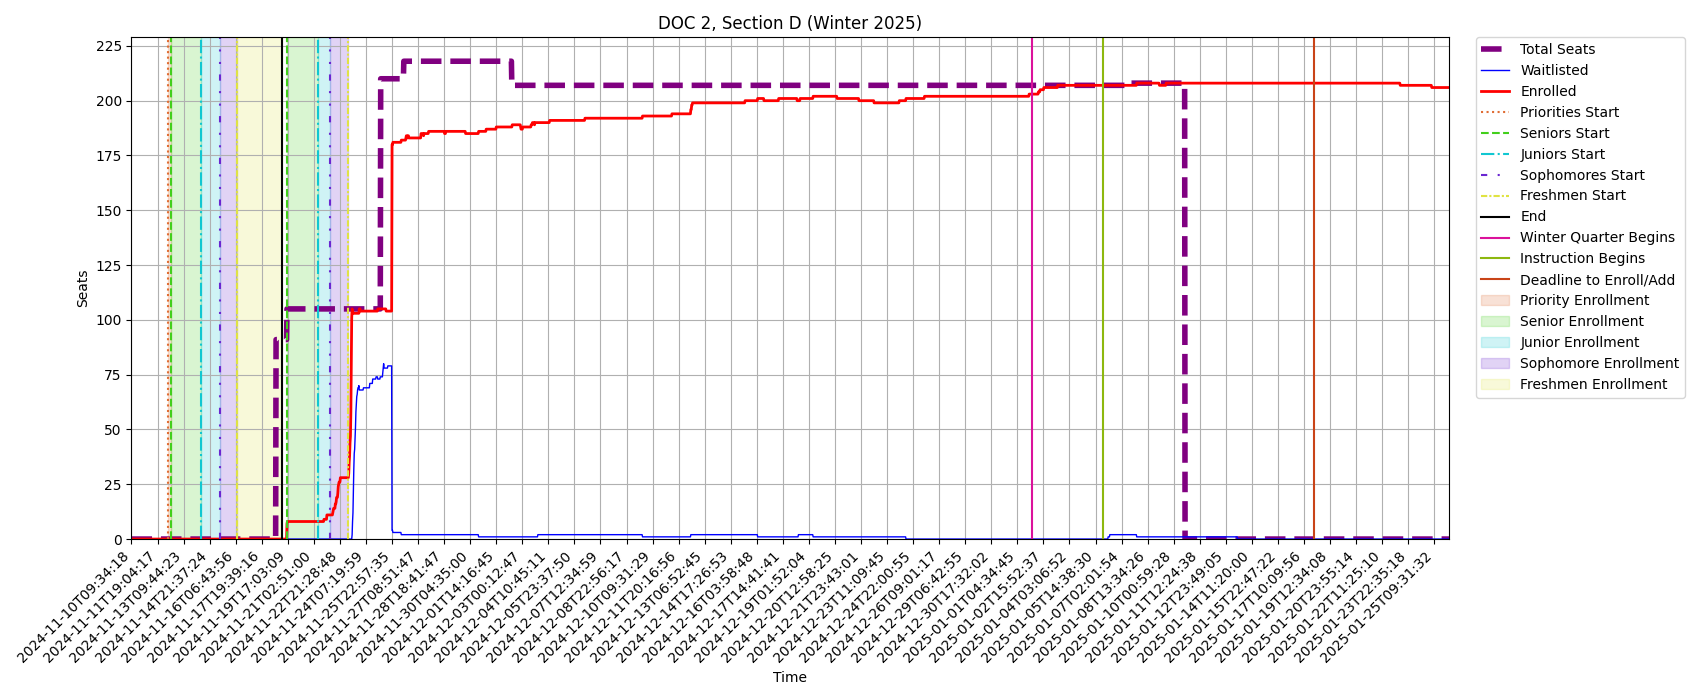 DOC 2, Section D (Winter 2025)
Seats
225
200
175
150
125
100
75
50
25
0
2024-11-10T09:34:18
2024-11-11T19:04:17
2024-11-13T09:44:23
2024-11-14T21:37:24
2024-11-16T06:43:56
2024-11-17T19:39:16
2024-11-19T17:03:09
2024-11-21T02:51:00
2024-11-22T21:28:48
2024-11-24T07:19:59
2024-11-25T22:57:35
2024-11-27T08:51:47
2024-11-28T18:41:47
2024-11-30T04:35:00
2024-12-01T14:16:45
2024-12-03T00:12:47
2024-12-04T10:45:11
2024-12-05T23:37:50
2024-12-07T12:34:59
2024-12-08T22:56:17
2024-12-10T09:31:29
2024-12-11T20:16:56
2024-12-13T06:52:45
2024-12-14T17:26:53
2024-12-16T03:58:48
2024-12-17T14:41:41
2024-12-19T01:52:04
2024-12-20T12:58:25
2024-12-21T23:43:01
2024-12-23T11:09:45
2024-12-24T22:00:55
2024-12-26T09:01:17
2024-12-29T06:42:55
2024-12-30T17:32:02
2025-01-01T04:34:45
2025-01-02T15:52:37
2025-01-04T03:06:52
2025-01-05T14:38:30
2025-01-07T02:01:54
2025-01-08T13:34:26
2025-01-10T00:59:28
2025-01-11T12:24:38
2025-01-12T23:49:05
2025-01-14T11:20:00
2025-01-15T22:47:22
2025-01-17T10:09:56
2025-01-19T12:34:08
2025-01-20T23:55:14
2025-01-22T11:25:10
2025-01-23T22:35:18
2025-01-25T09:31:32
Time
Total Seats
Waitlisted
Enrolled
Priorities Start
Seniors Start
Juniors Start
Sophomores Start
Freshmen Start
End
Winter Quarter Begins
Instruction Begins
Deadline to Enroll/Add
Priority Enrollment
Senior Enrollment
Junior Enrollment
Sophomore Enrollment
Freshmen Enrollment